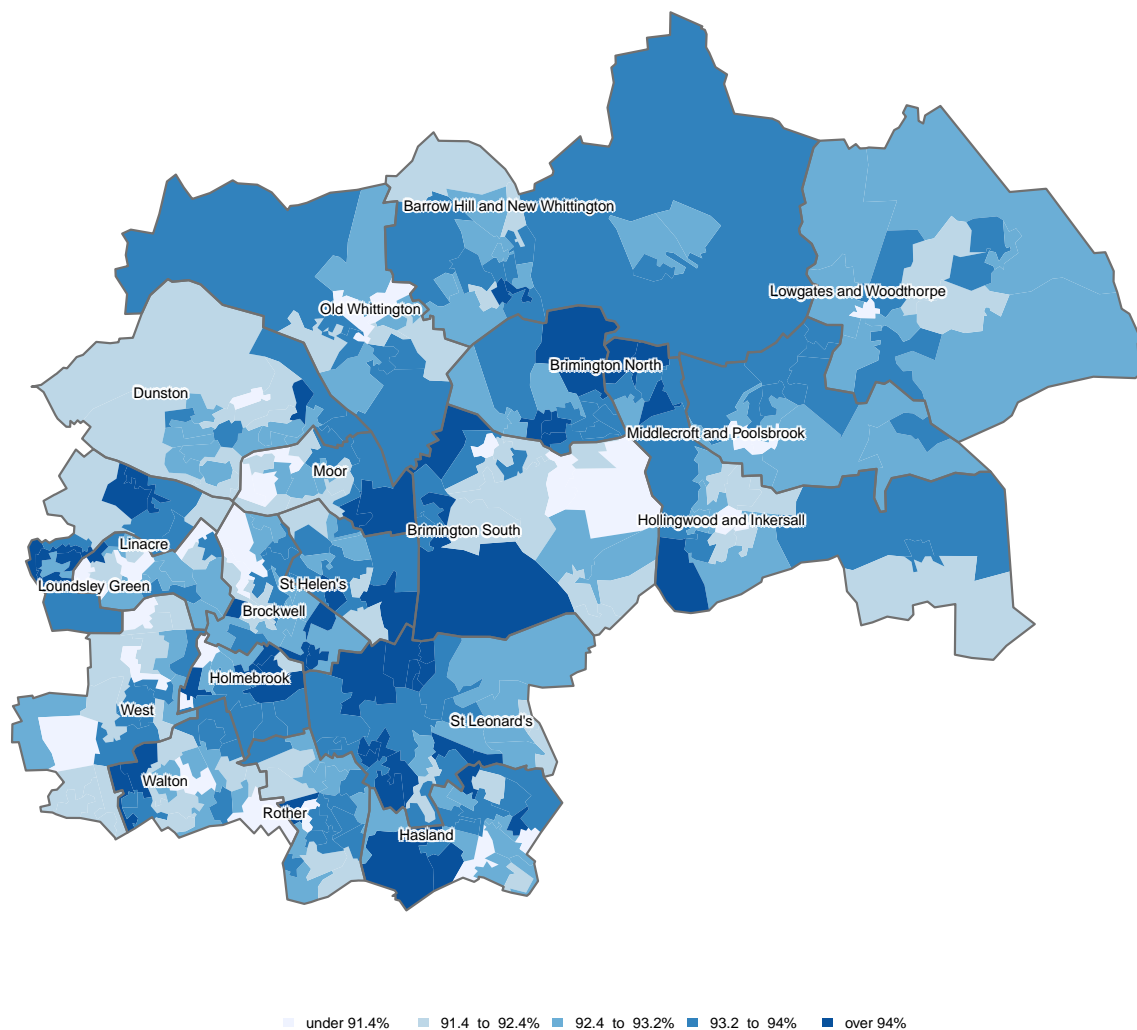 Barrow Hill and New Whittington
Lowgates and Woodthorpe
Old Whittington
Brimington North
Dunston
Middlecroft and Poolsbrook
Moor
Hollingwood and Inkersall
Brimington South
Linacre
St Helen's
Loundsley Green
Brockwell
Holmebrook
West
St Leonard's
Walton
Rother
Hasland
under 91.4%
91.4 to 92.4%
92.4 to 93.2%
93.2 to 94%
over 94%